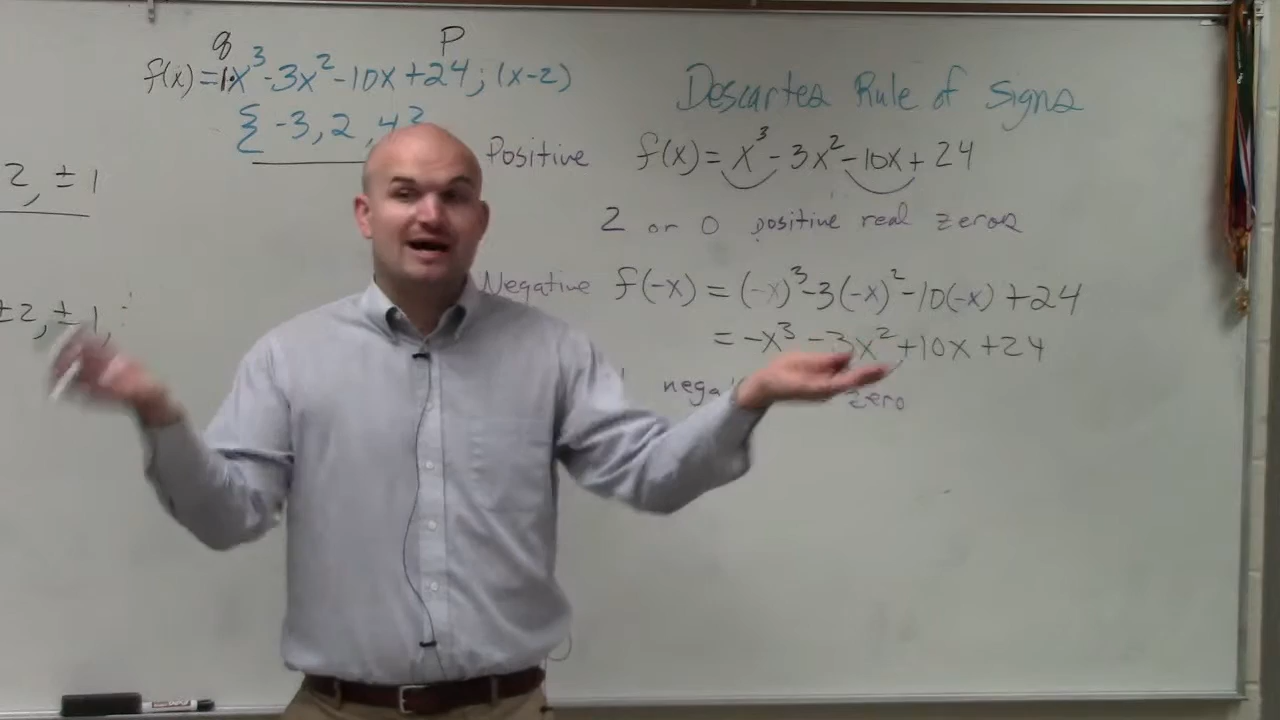 q P
f(x) = 1·x³ - 3x² - 10x + 24 ; (x-2)
{ -3, 2, 4 }
2, ± 1
±2, ± 1,
Descartes Rule of Signs
Positive f(x) = x³ - 3x² - 10x + 24
2 or 0 positive real zeros
Negative f(-x) = (-x)³ - 3(-x)² - 10(-x) + 24
= -x³ - 3x² + 10x + 24
zero